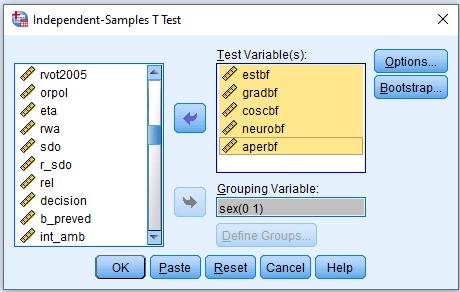 Independent-Samples T Test
rvot2005
orpol
eta
rwa
sdo
r_sdo
rel
decision
b_preved
int_amb
Test Variable(s):
estbf
gradbf
coscbf
neurobf
aperbf
Grouping Variable:
sex(0 1)
Define Groups...
Options...
Bootstrap...
OK Paste Reset Cancel Help